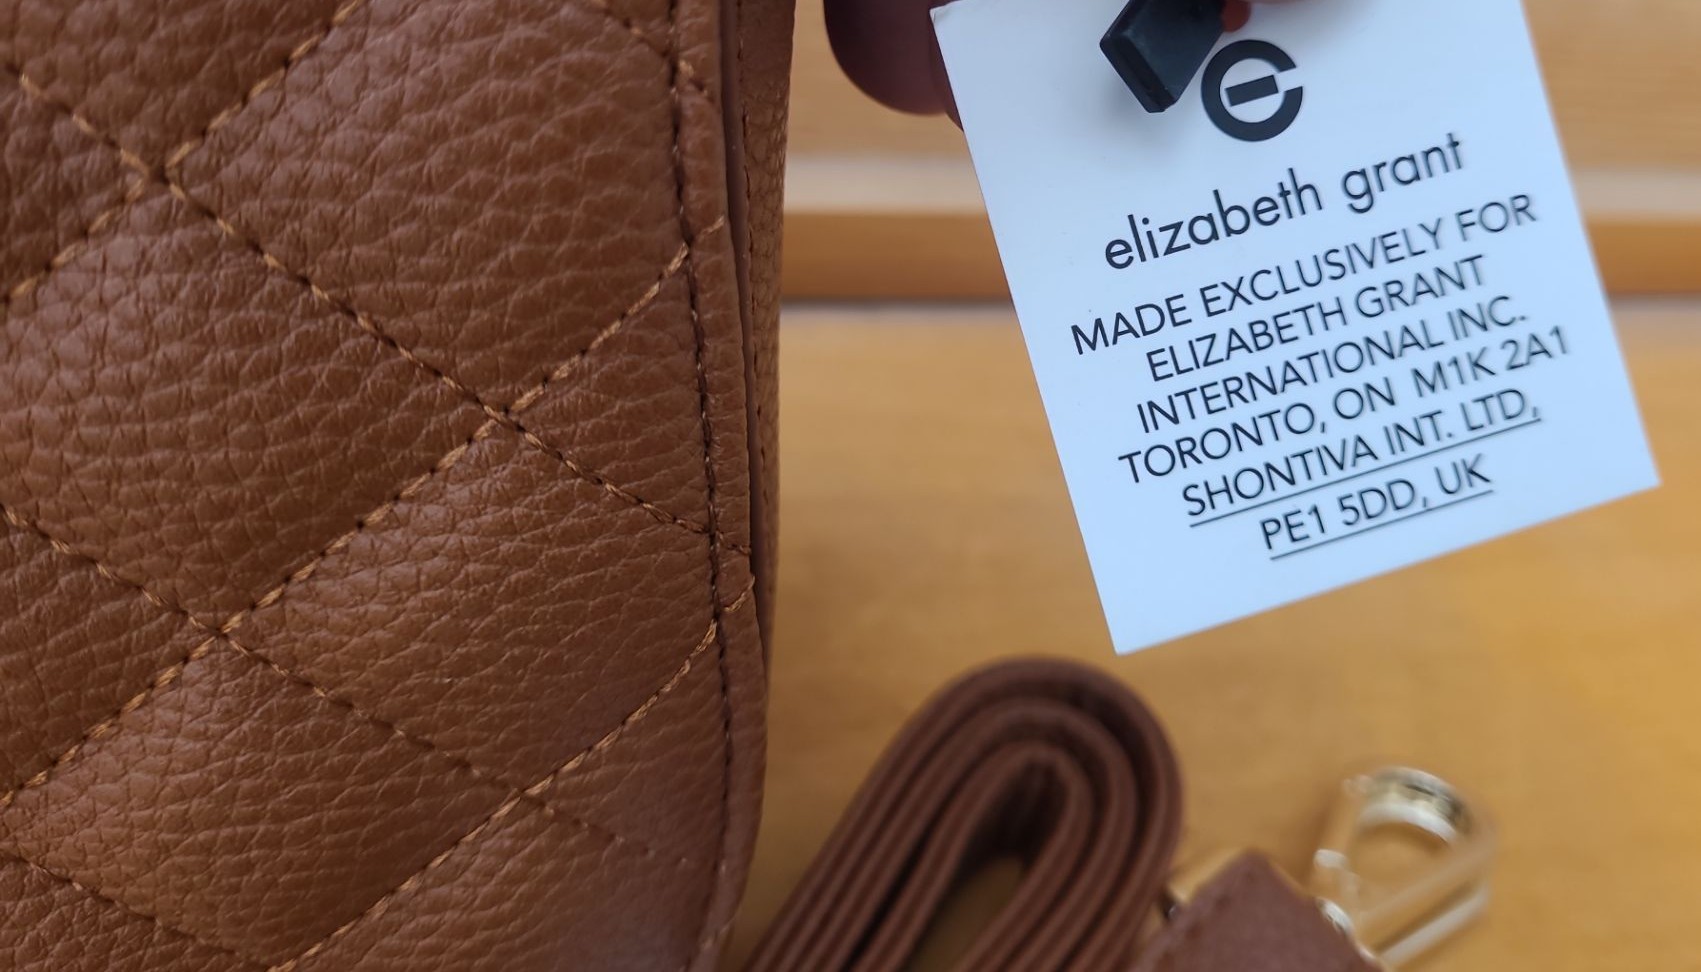 elizabeth grant
MADE EXCLUSIVELY FOR
ELIZABETH GRANT
INTERNATIONAL INC.
TORONTO, ON M1K 2A1
SHONTIVA INT. LTD,
PE1 5DD, UK